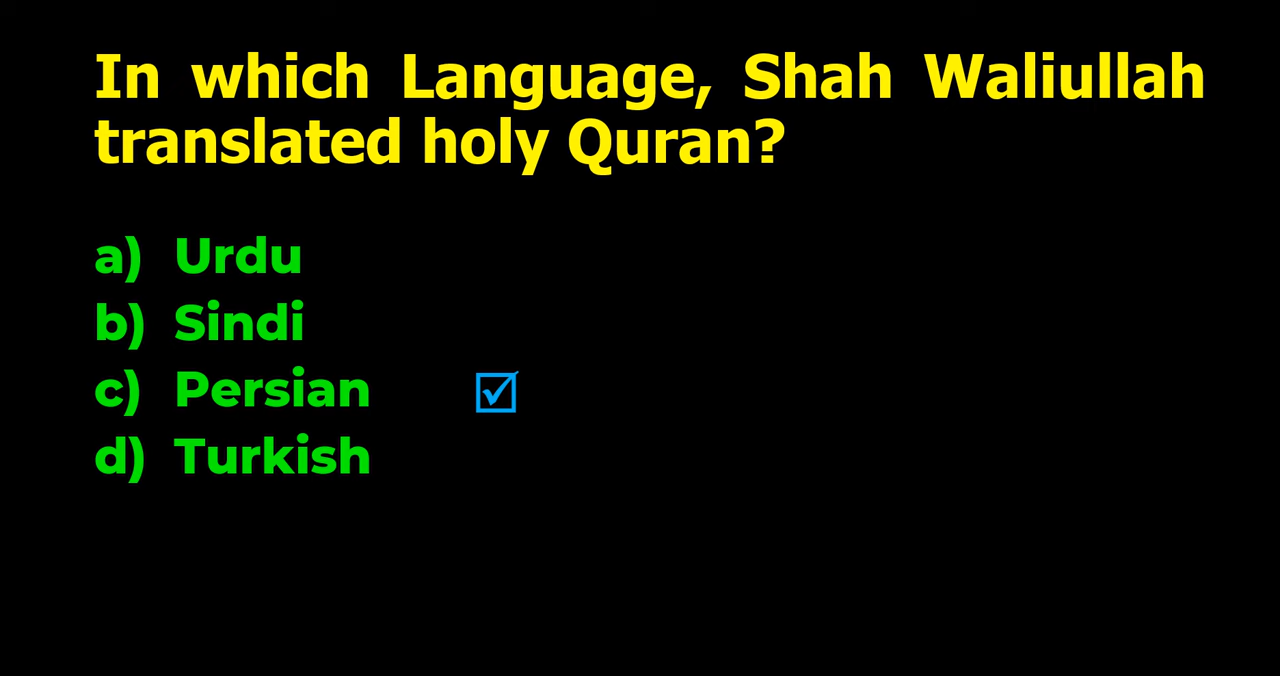 In which Language, Shah Waliullah
translated holy Quran?
a) Urdu
b) Sindi
c) Persian ☑
d) Turkish